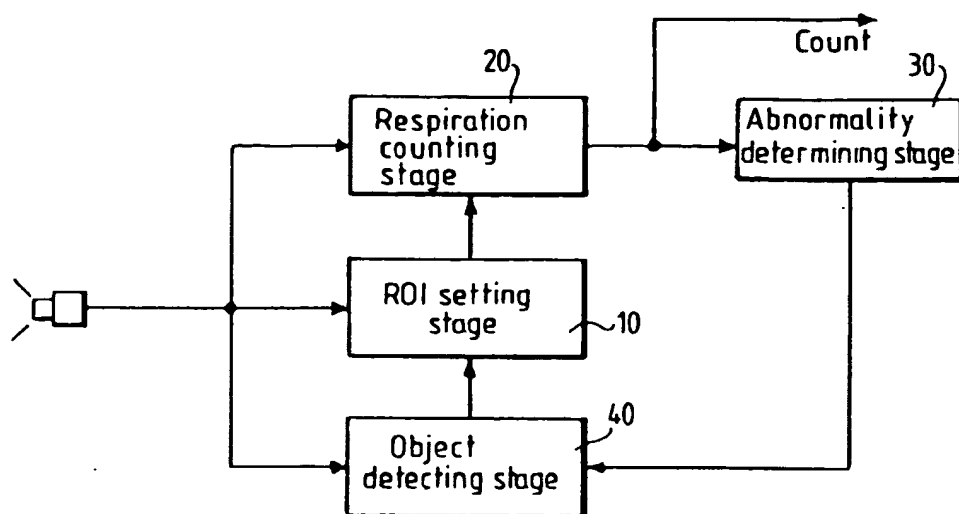 Count
20
30
Respiration
counting
stage
Abnormality
determining stage
ROI setting
stage
10
40
Object
detecting stage